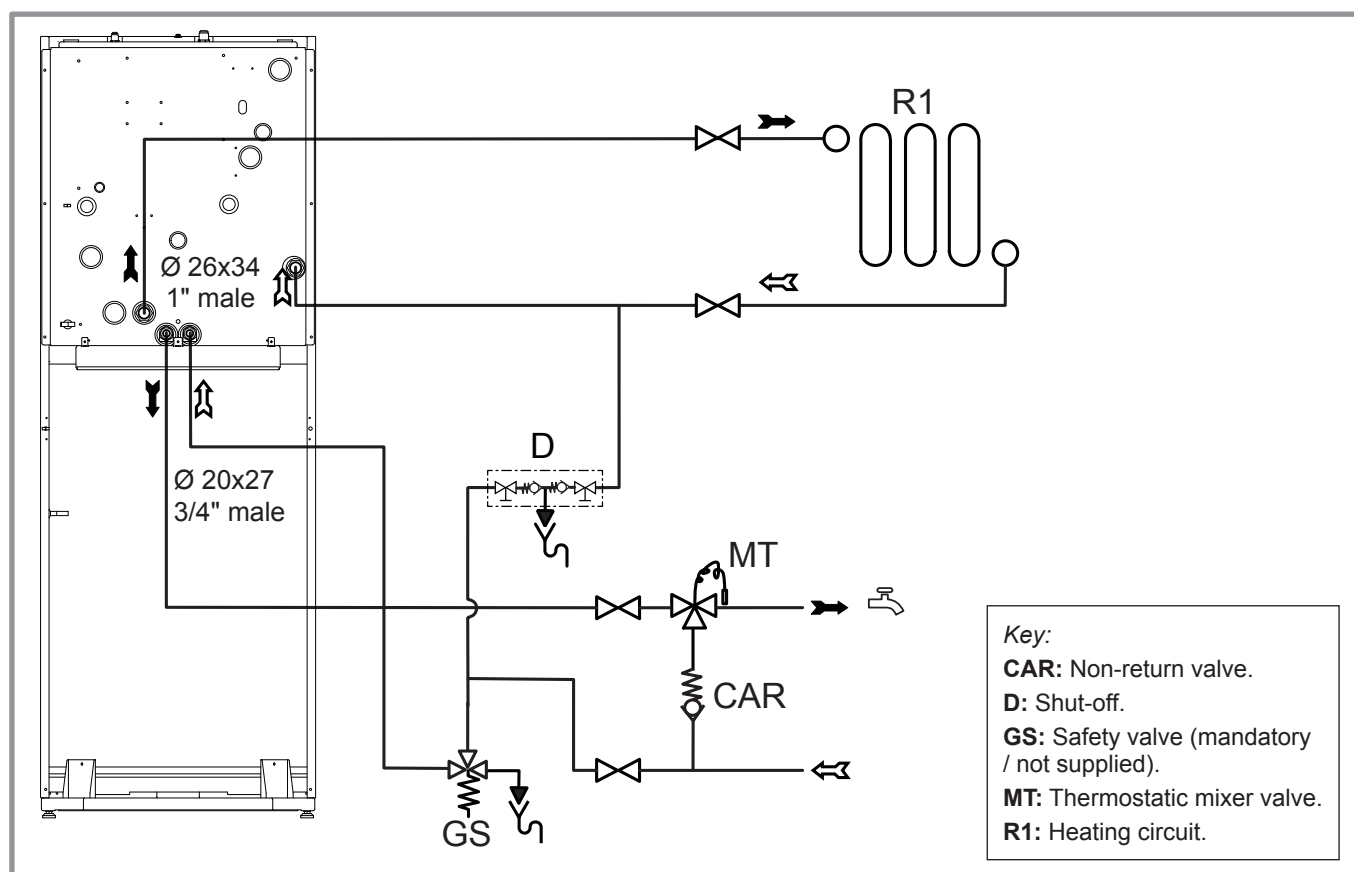 R1
Ø 26x34
1" male
D
Ø 20x27
3/4" male
MT
CAR
GS
Key:
CAR: Non-return valve.
D: Shut-off.
GS: Safety valve (mandatory
/ not supplied).
MT: Thermostatic mixer valve.
R1: Heating circuit.